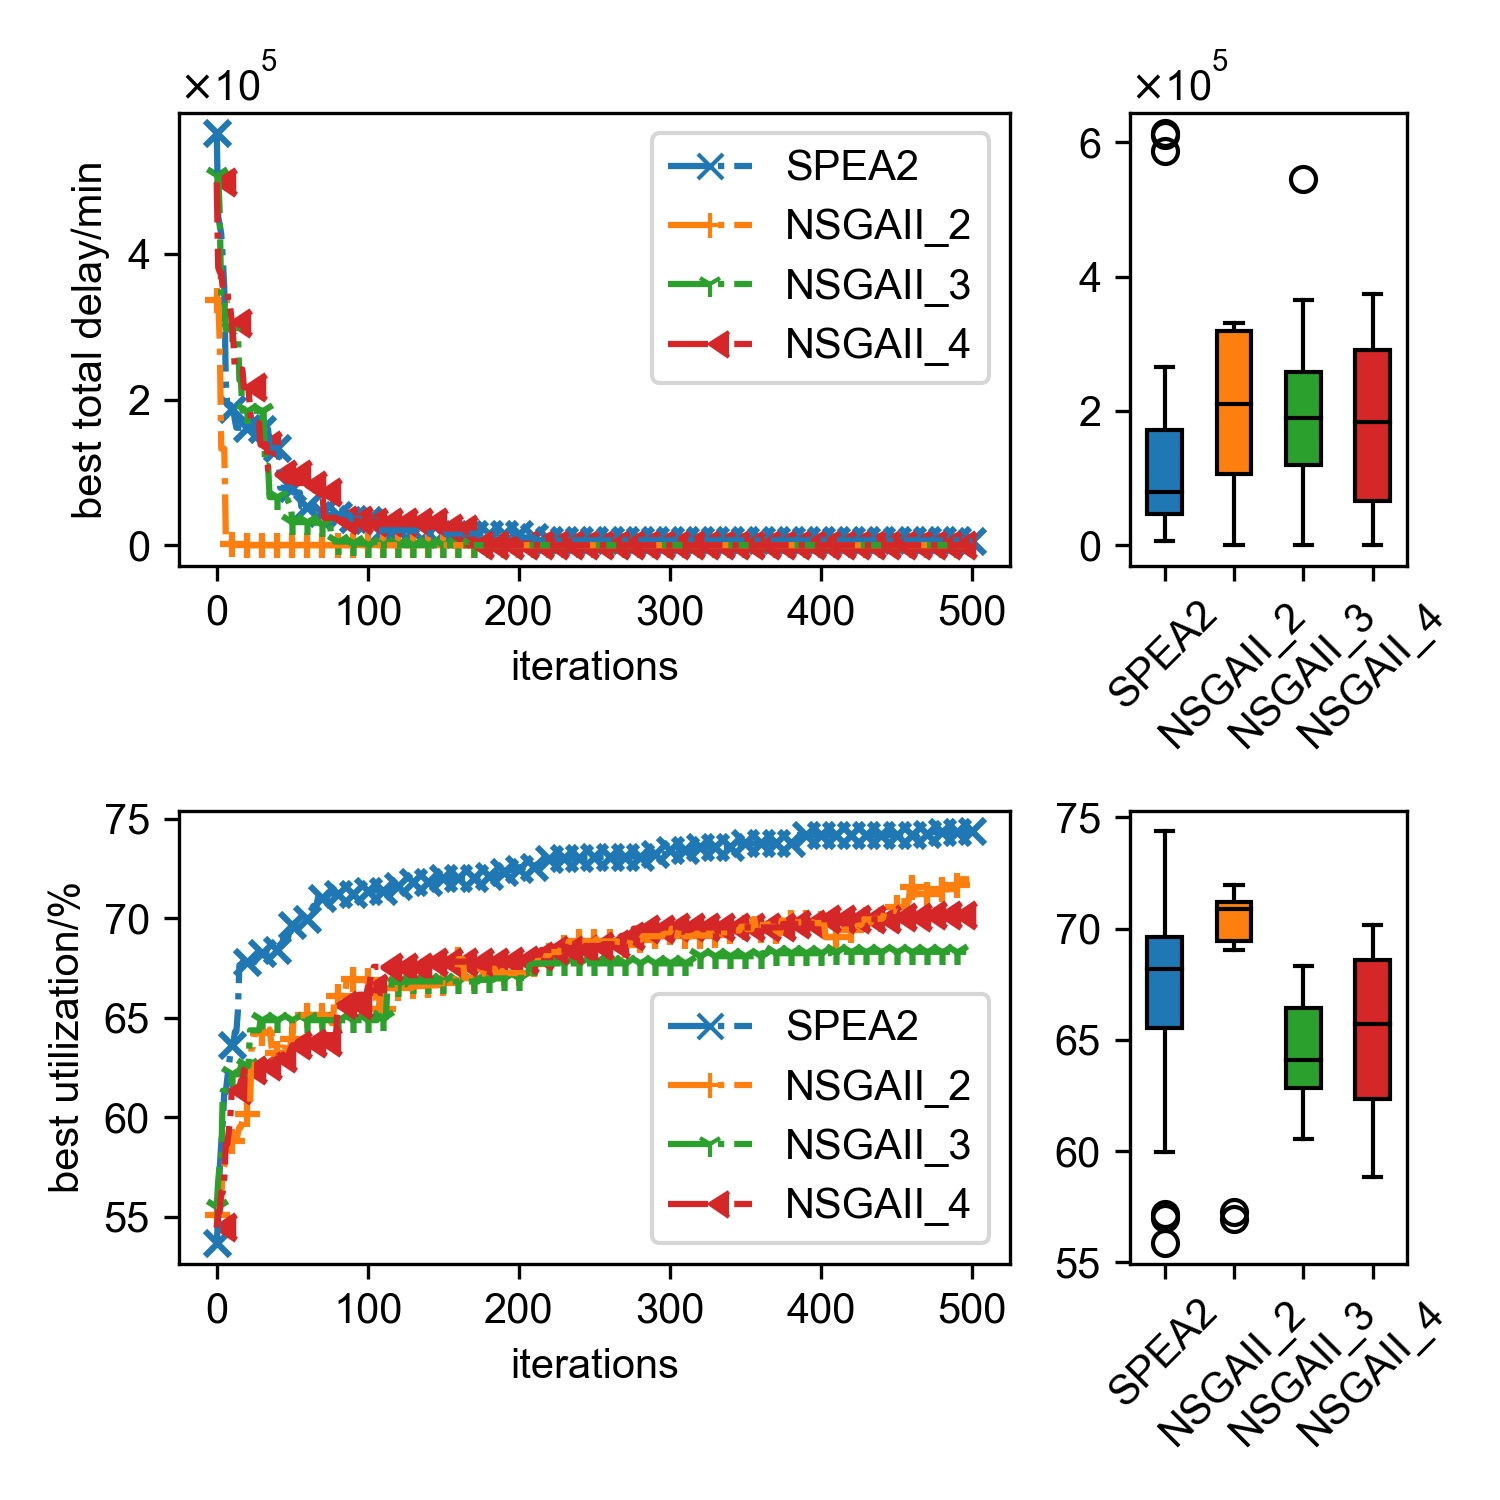 ×10^5
best total delay/min
4
2
0
0 100 200 300 400 500
iterations
SPEA2
NSGAII_2
NSGAII_3
NSGAII_4
×10^5
6
4
2
0
SPEA2
NSGAII_2
NSGAII_3
NSGAII_4
best utilization/%
75
70
65
60
55
0 100 200 300 400 500
iterations
SPEA2
NSGAII_2
NSGAII_3
NSGAII_4
75
70
65
60
55
SPEA2
NSGAII_2
NSGAII_3
NSGAII_4